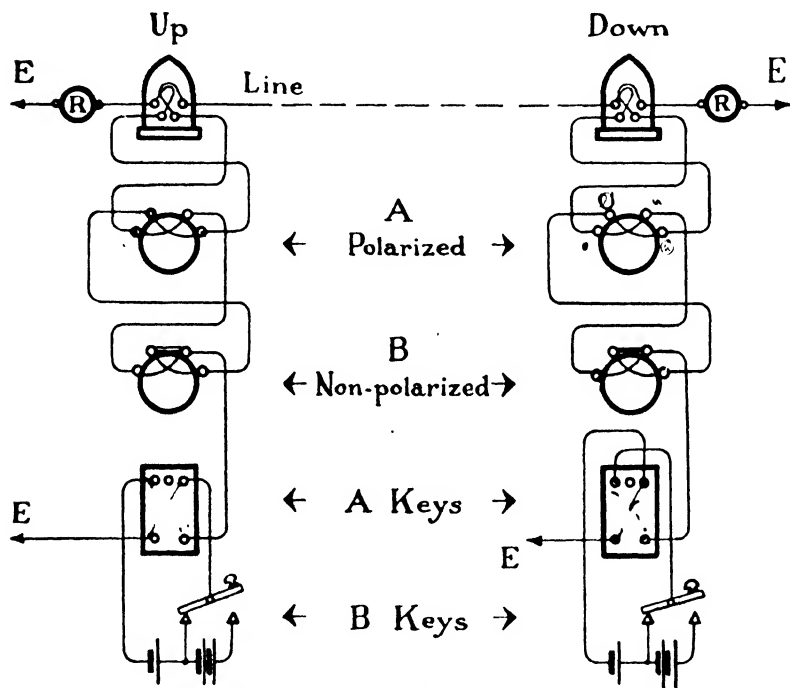 Up Down
E R Line R E
A
Polarized
B
Non-polarized
E A Keys E
B Keys